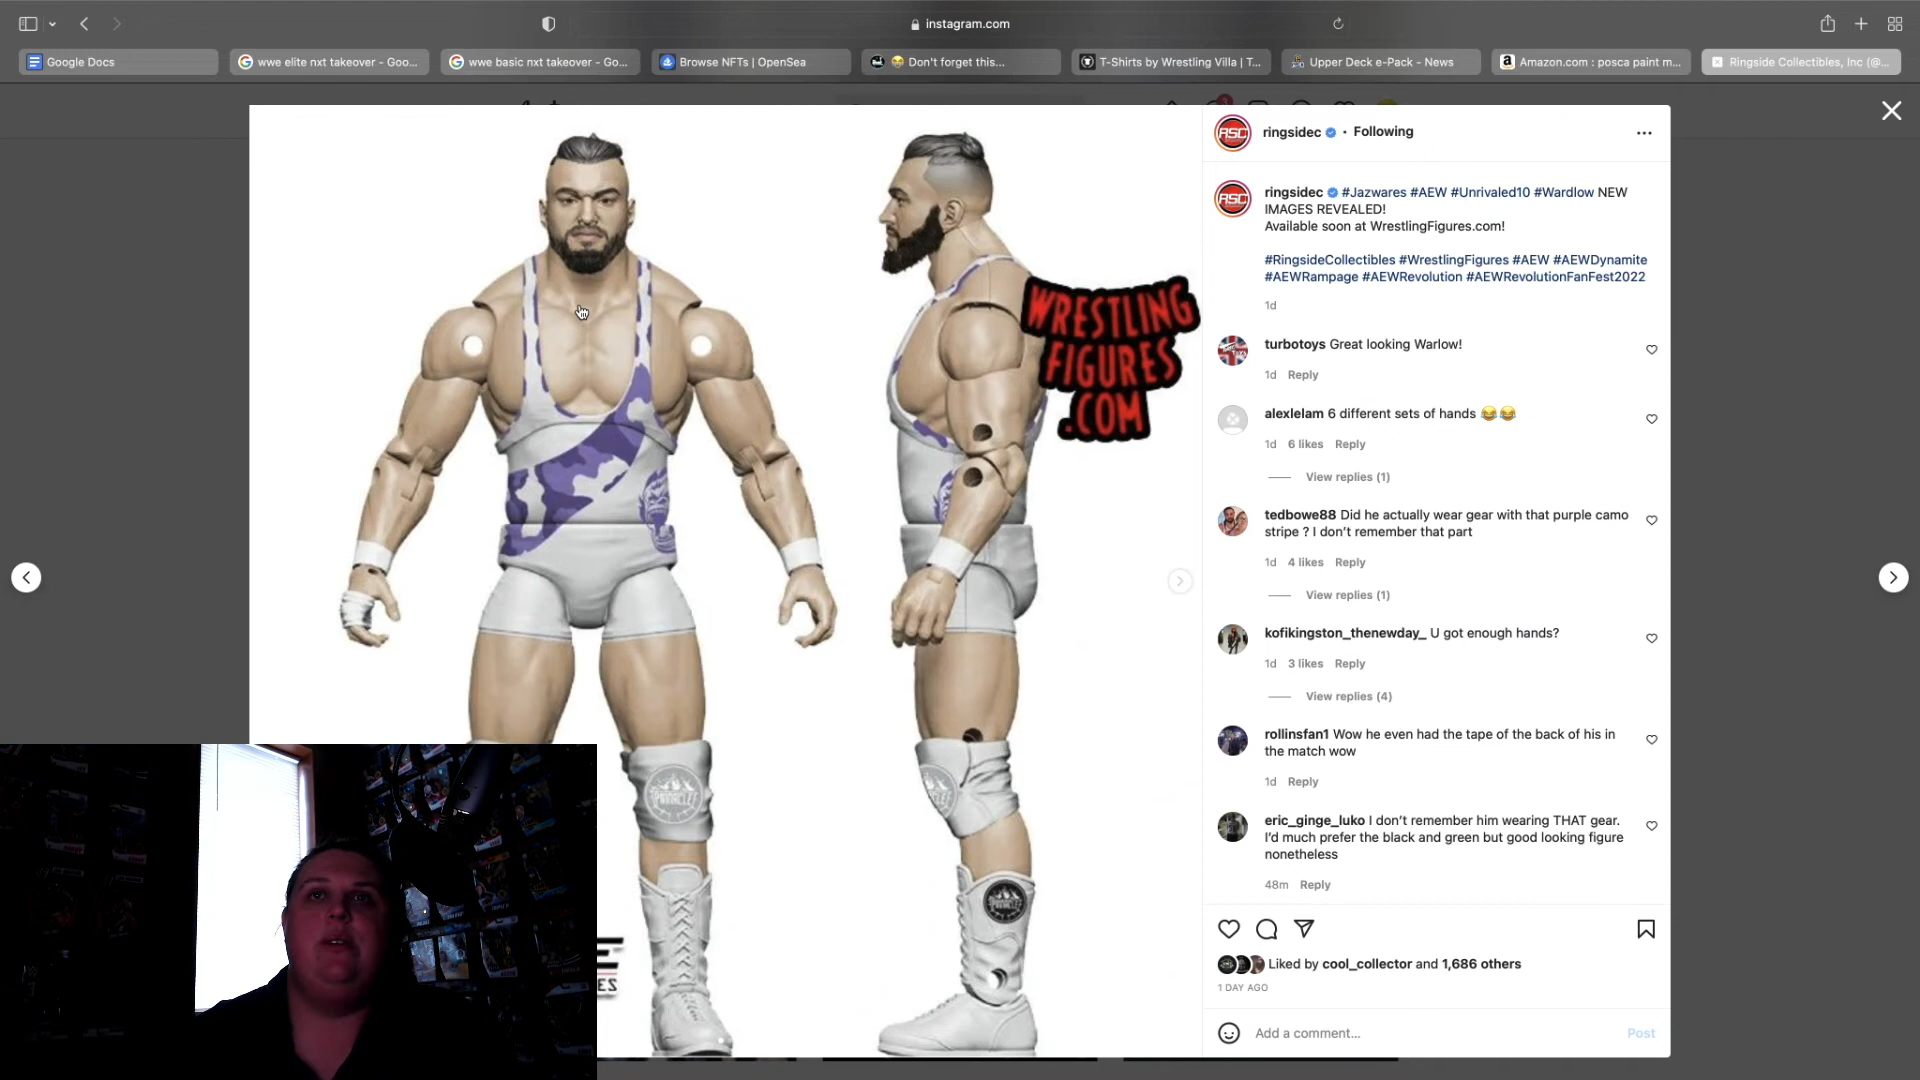 instagram.com
Google Docs
wwe elite nxt takeover - Goo...
wwe basic nxt takeover - Go...
Browse NFTs | OpenSea
😂 Don't forget this...
T-Shirts by Wrestling Villa | T...
Upper Deck e-Pack - News
Amazon.com : posca paint m...
Ringside Collectibles, Inc (@...
WRESTLING
FIGURES
.COM
PINNACLE
ringsidec • Following
ringsidec #Jazwares #AEW #Unrivaled10 #Wardlow NEW
IMAGES REVEALED!
Available soon at WrestlingFigures.com!
#RingsideCollectibles #WrestlingFigures #AEW #AEWDynamite
#AEWRampage #AEWRevolution #AEWRevolutionFanFest2022
1d
turbotoys Great looking Warlow!
1d Reply
alexlelam 6 different sets of hands 😂😂
1d 6 likes Reply
View replies (1)
tedbowe88 Did he actually wear gear with that purple camo
stripe ? I don't remember that part
1d 4 likes Reply
View replies (1)
kofikingston_thenewday_ U got enough hands?
1d 3 likes Reply
View replies (4)
rollinsfan1 Wow he even had the tape of the back of his in
the match wow
1d Reply
eric_ginge_luko I don't remember him wearing THAT gear.
I'd much prefer the black and green but good looking figure
nonetheless
48m Reply
Liked by cool_collector and 1,686 others
1 DAY AGO
Add a comment...
Post